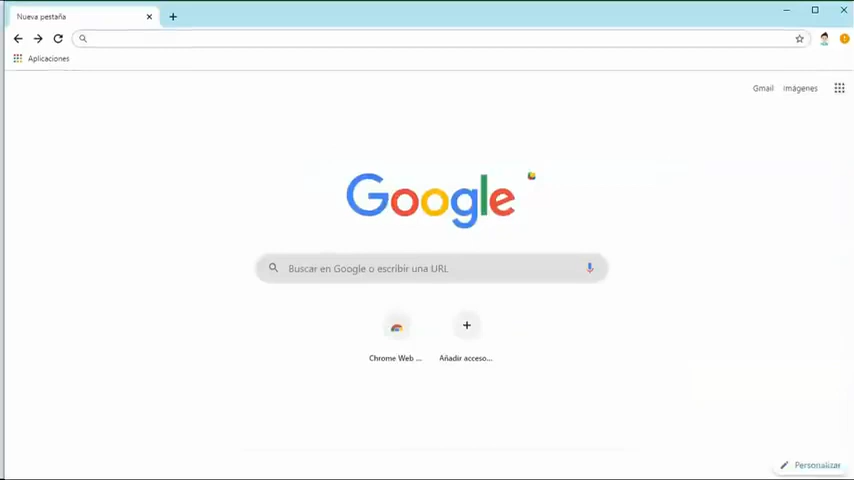 Nueva pestaña
Aplicaciones
Gmail Imágenes
Google
Buscar en Google o escribir una URL
Chrome Web ... Añadir acceso...
Personalizar